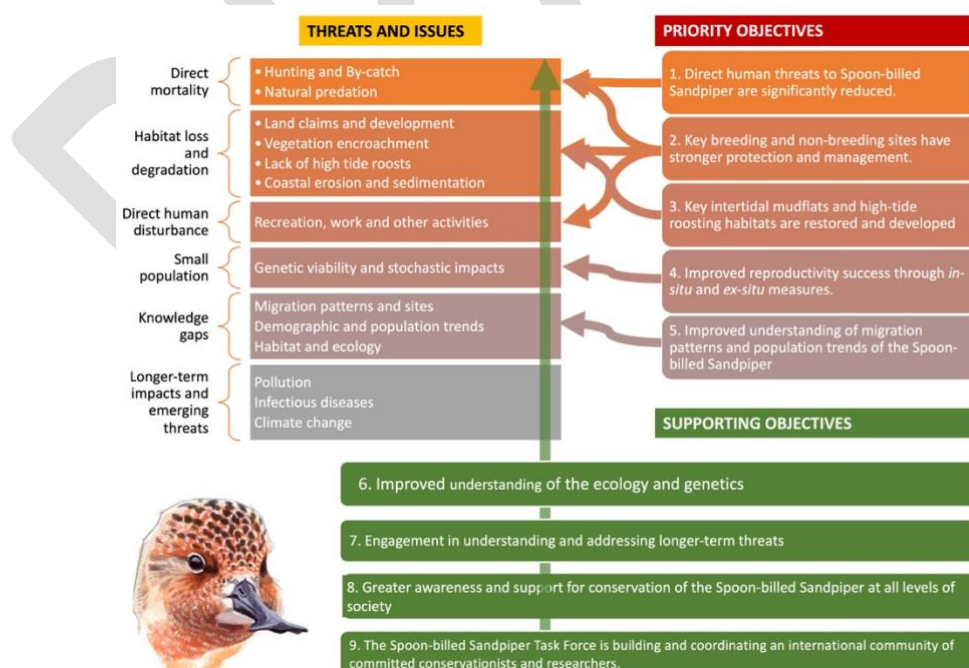 THREATS AND ISSUES
Direct
mortality
• Hunting and By-catch
• Natural predation
Habitat loss
and
degradation
• Land claims and development
• Vegetation encroachment
• Lack of high tide roosts
• Coastal erosion and sedimentation
Direct human
disturbance
Recreation, work and other activities
Small
population
Genetic viability and stochastic impacts
Knowledge
gaps
Migration patterns and sites
Demographic and population trends
Habitat and ecology
Longer-term
impacts and
emerging
threats
Pollution
Infectious diseases
Climate change
PRIORITY OBJECTIVES
1. Direct human threats to Spoon-billed
Sandpiper are significantly reduced.
2. Key breeding and non-breeding sites have
stronger protection and management.
3. Key intertidal mudflats and high-tide
roosting habitats are restored and developed
4. Improved reproductivity success through in-
situ and ex-situ measures.
5. Improved understanding of migration
patterns and population trends of the Spoon-
billed Sandpiper
SUPPORTING OBJECTIVES
6. Improved understanding of the ecology and genetics
7. Engagement in understanding and addressing longer-term threats
8. Greater awareness and support for conservation of the Spoon-billed Sandpiper at all levels of
society
9. The Spoon-billed Sandpiper Task Force is building and coordinating an international community of
committed conservationists and researchers.